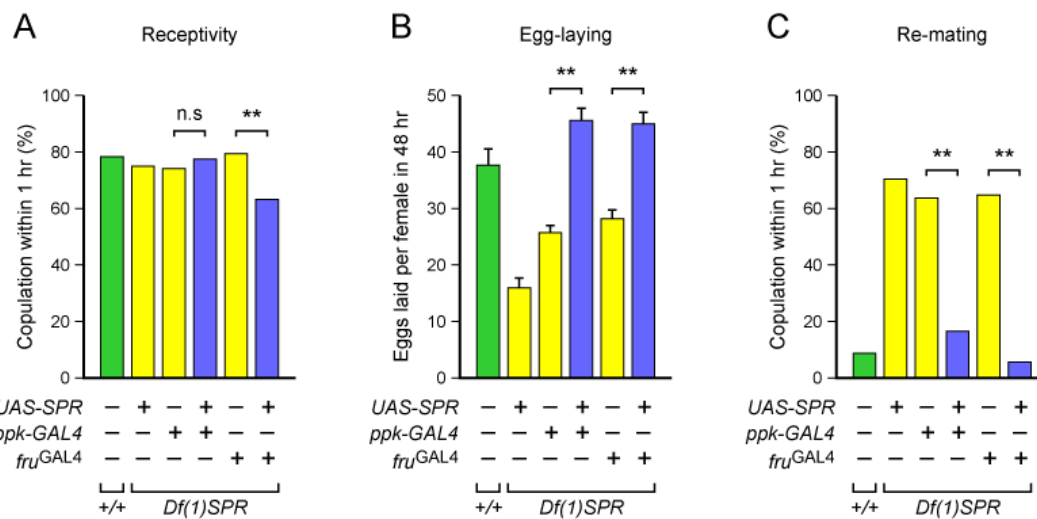 A Receptivity
Copulation within 1 hr (%)
100
80
60
40
20
0
n.s
**
UAS-SPR − + − + − +
ppk-GAL4 − − + + − −
fruGAL4 − − − − + +
+/+ Df(1)SPR
B Egg-laying
Eggs laid per female in 48 hr
50
40
30
20
10
0
** **
UAS-SPR − + − + − +
ppk-GAL4 − − + + − −
fruGAL4 − − − − + +
+/+ Df(1)SPR
C Re-mating
Copulation within 1 hr (%)
100
80
60
40
20
0
** **
UAS-SPR − + − + − +
ppk-GAL4 − − + + − −
fruGAL4 − − − − + +
+/+ Df(1)SPR